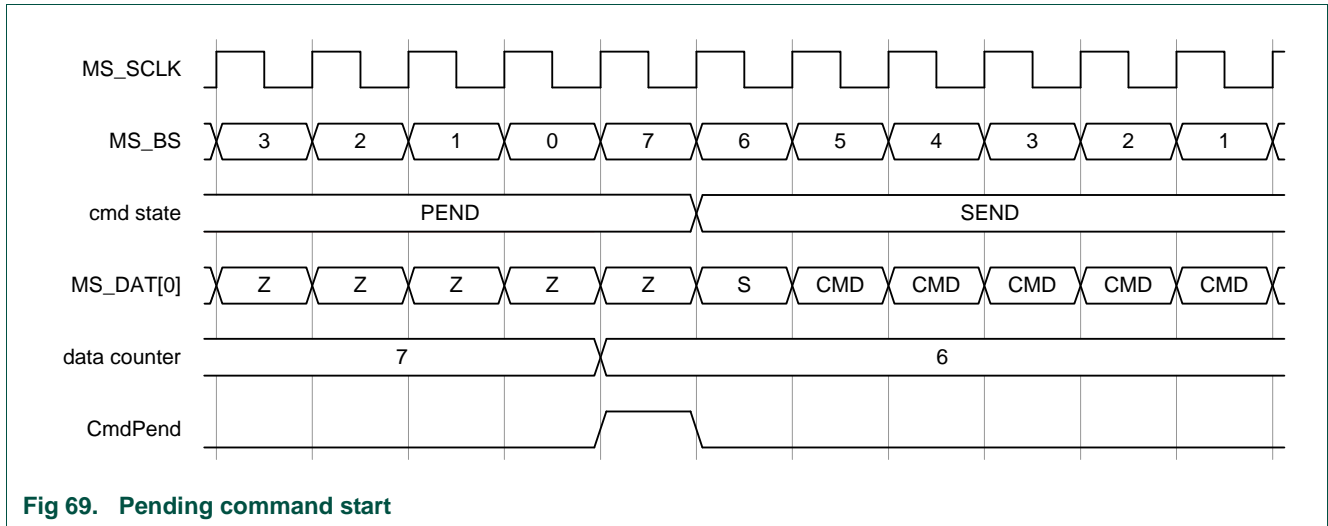 MS_SCLK
MS_BS 3 2 1 0 7 6 5 4 3 2 1
cmd state PEND SEND
MS_DAT[0] Z Z Z Z Z S CMD CMD CMD CMD CMD
data counter 7 6
CmdPend
Fig 69. Pending command start